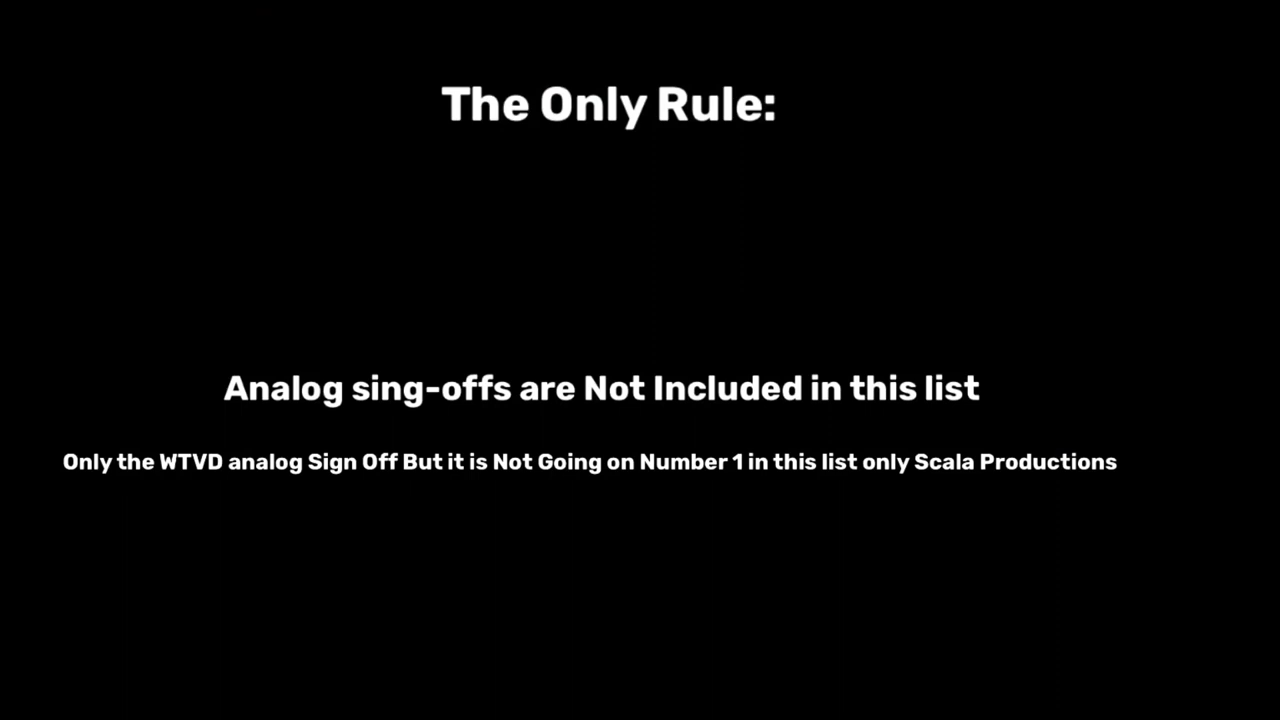 The Only Rule:
Analog sing-offs are Not Included in this list
Only the WTVD analog Sign Off But it is Not Going on Number 1 in this list only Scala Productions